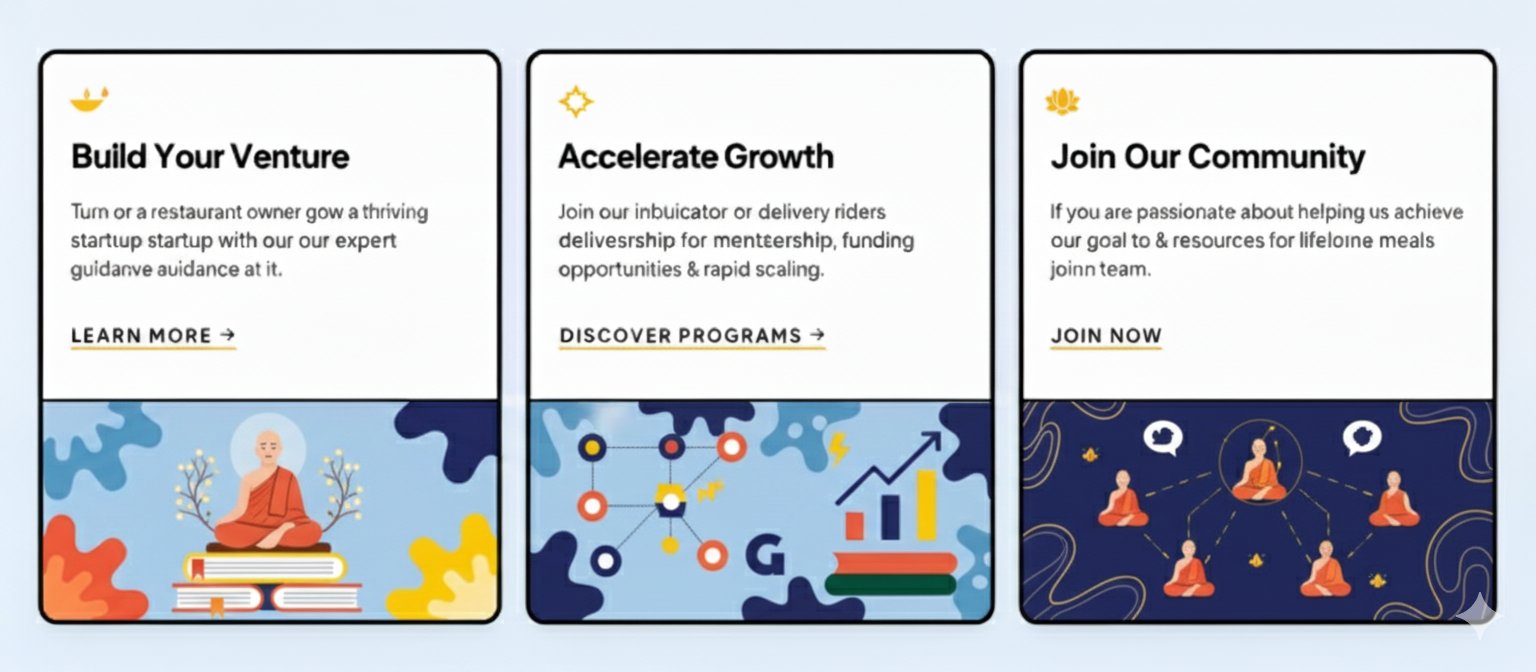 Build Your Venture
Turn or a restaurant owner gow a thriving
startup startup with our our expert
guidanve auidance at it.
LEARN MORE →
Accelerate Growth
Join our inbuicator or delivery riders
delivesrship for mentɛership, funding
opportunities & rapid scaling.
DISCOVER PROGRAMS →
G
Join Our Community
If you are passionate about helping us achieve
our goal to & resources for lifeloıne meals
joinn team.
JOIN NOW